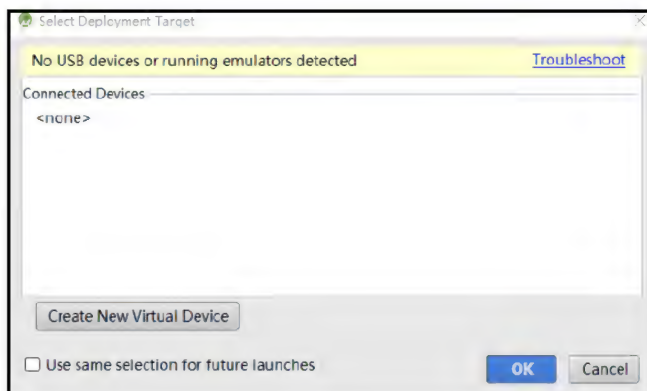 Select Deployment Target
No USB devices or running emulators detected Troubleshoot
Connected Devices
<none>
Create New Virtual Device
Use same selection for future launches OK Cancel